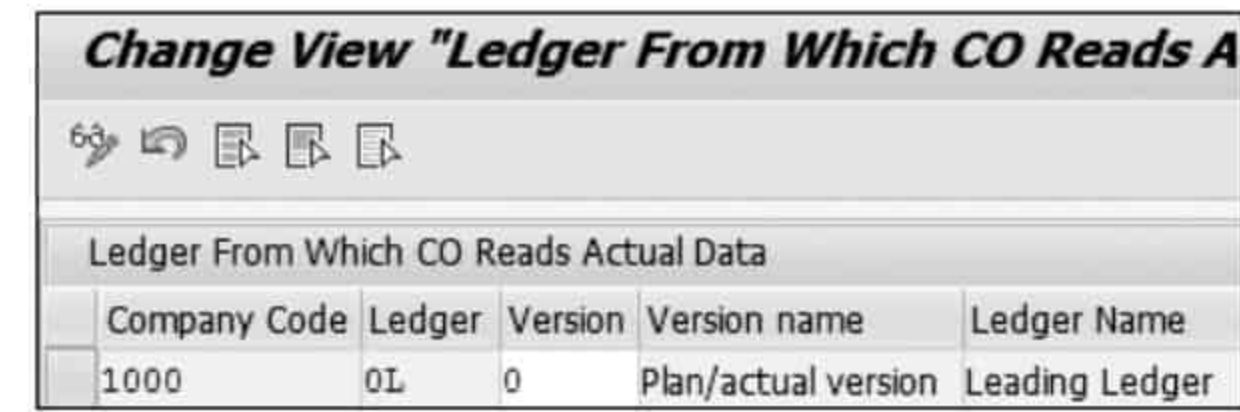 Change View "Ledger From Which CO Reads A
Ledger From Which CO Reads Actual Data
Company Code Ledger Version Version name Ledger Name
1000 0L 0 Plan/actual version Leading Ledger